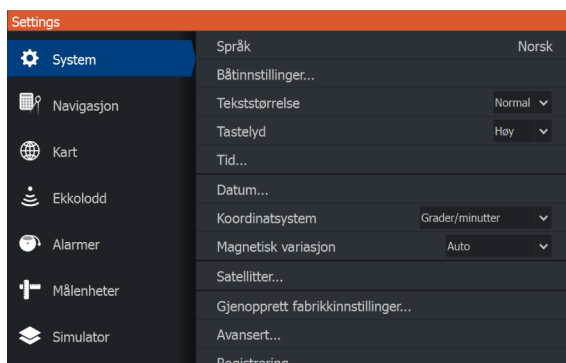 Settings
System
Navigasjon
Kart
Ekkolodd
Alarmer
Målenheter
Simulator
Språk Norsk
Båtinnstillinger...
Tekststørrelse Normal
Tastelyd Høy
Tid...
Datum...
Koordinatsystem Grader/minutter
Magnetisk variasjon Auto
Satellitter...
Gjenopprett fabrikkinnstillinger...
Avansert...
Registrering